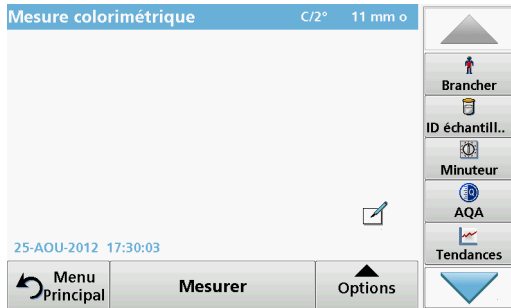 Mesure colorimétrique C/2° 11 mm o
Brancher
ID échantill..
Minuteur
AQA
Tendances
25-AOU-2012 17:30:03
Menu
Principal
Mesurer
Options